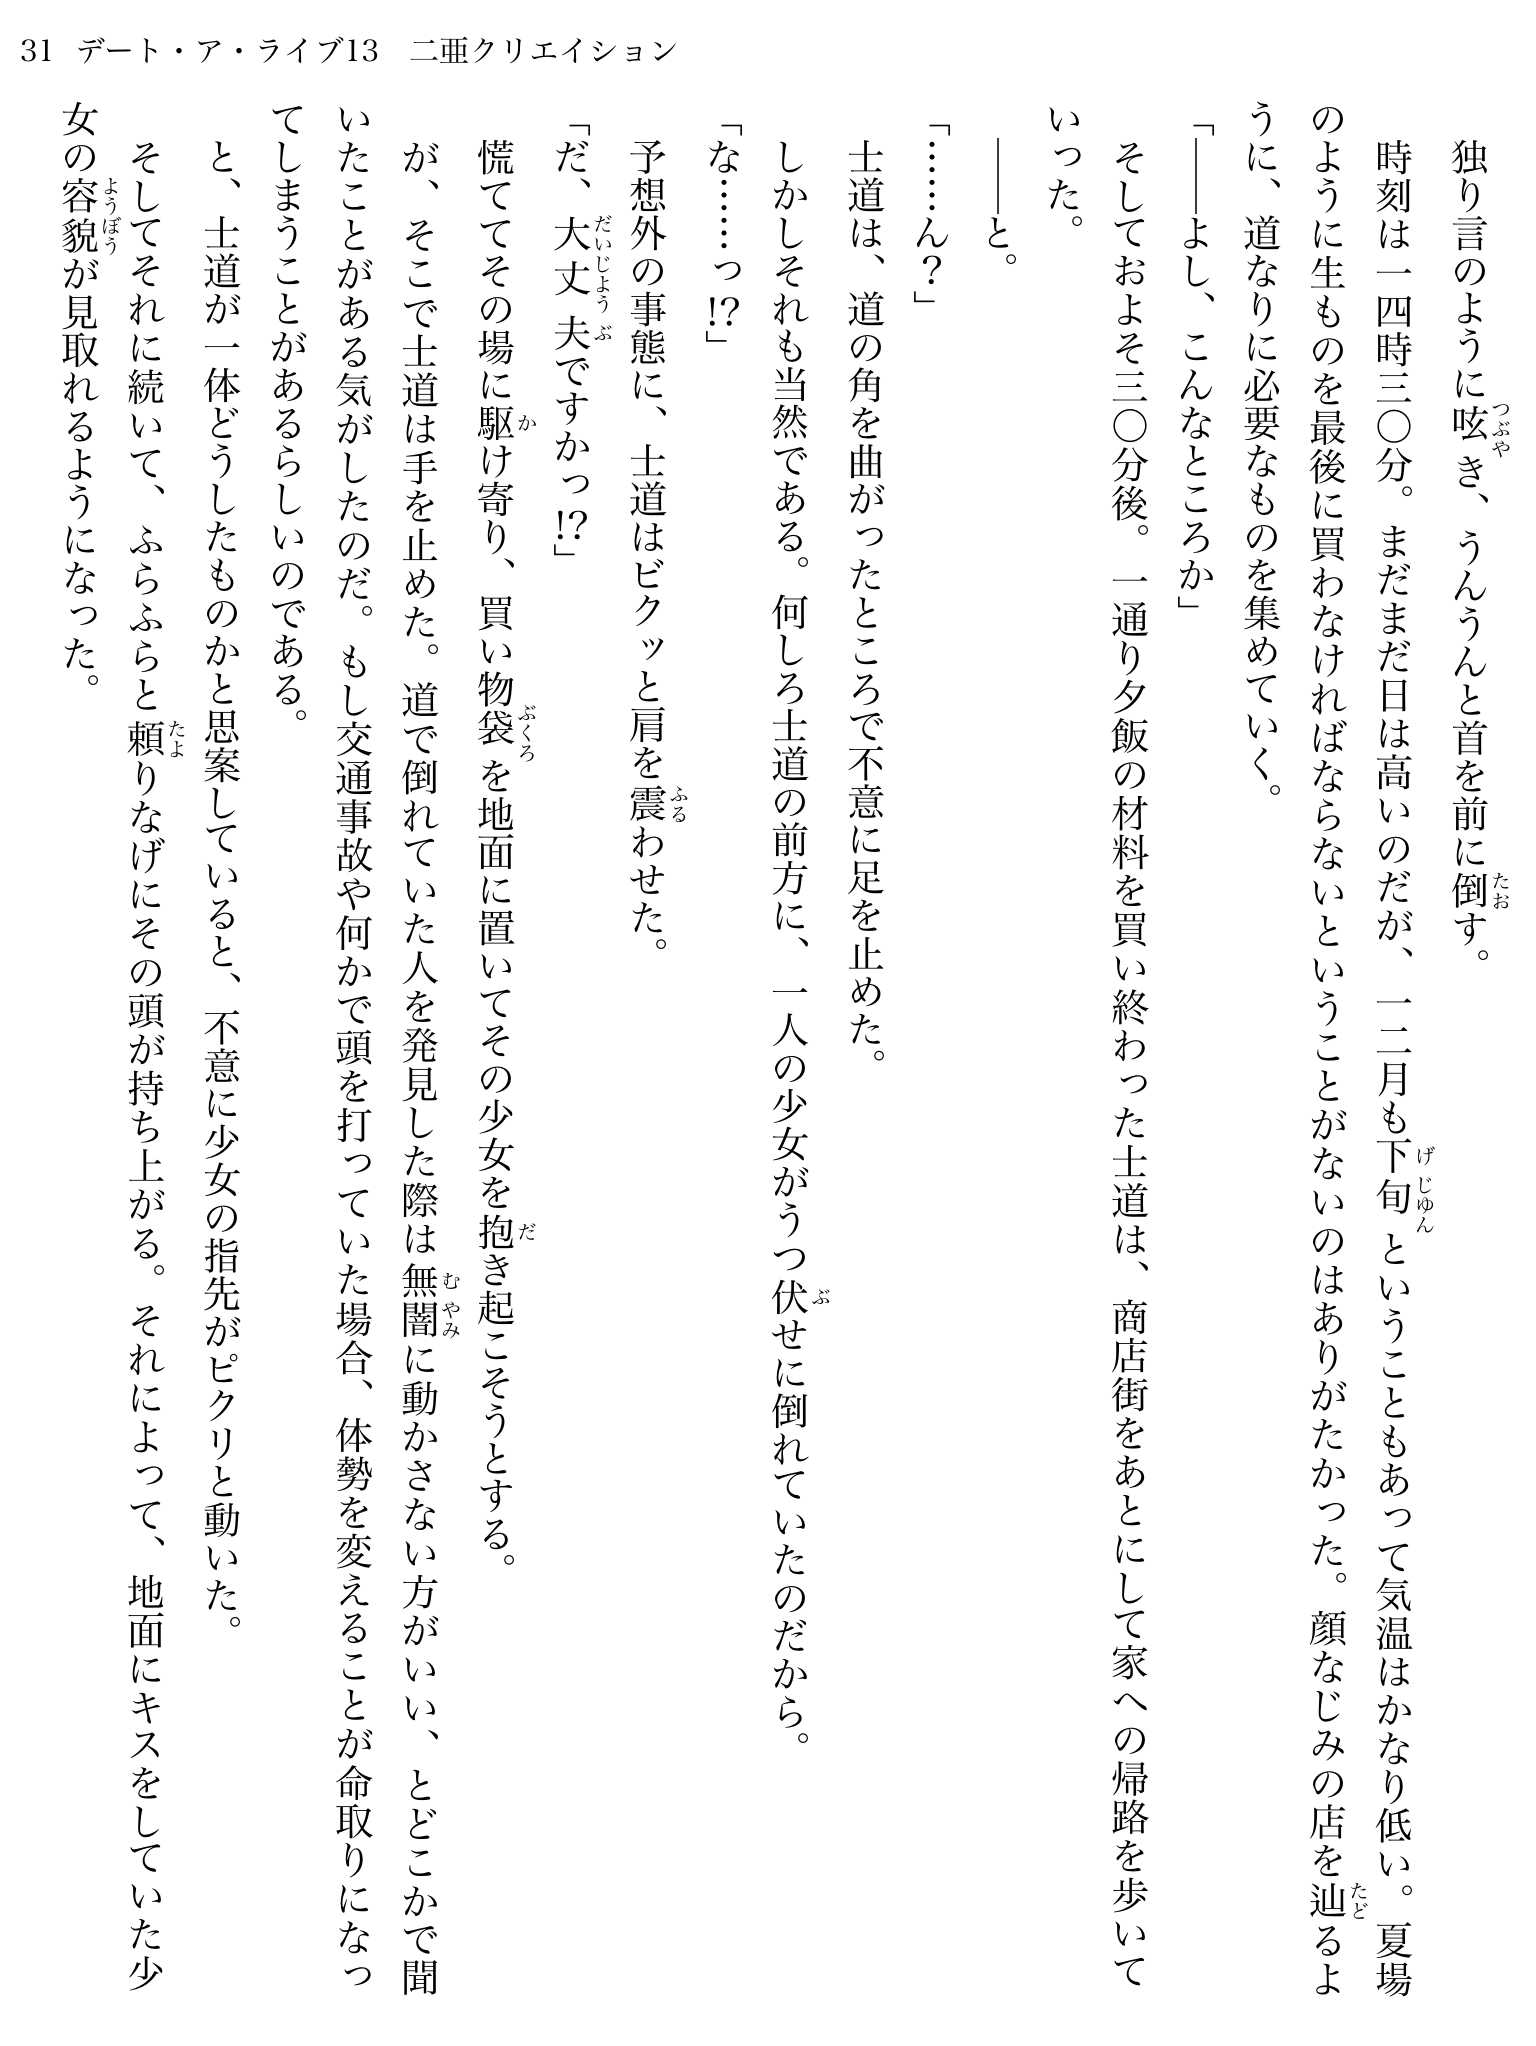 31 デート・ア・ライブ13 二亜クリエイション
　独り言のように呟き、うんうんと首を前に倒す。
　時刻は一四時三〇分。まだまだ日は高いのだが、一二月も下旬ということもあって気温はかなり低い。夏場
のように生ものを最後に買わなければならないということがないのはありがたかった。顔なじみの店を辿るよ
うに、道なりに必要なものを集めていく。
「――よし、こんなところか」
　そしておよそ三〇分後。一通り夕飯の材料を買い終わった士道は、商店街をあとにして家への帰路を歩いて
いった。
　――と。
「……ん？」
　士道は、道の角を曲がったところで不意に足を止めた。
　しかしそれも当然である。何しろ士道の前方に、一人の少女がうつ伏せに倒れていたのだから。
「な……っ!?」
　予想外の事態に、士道はビクッと肩を震わせた。
「だ、大丈夫ですかっ!?」
　慌ててその場に駆け寄り、買い物袋を地面に置いてその少女を抱き起こそうとする。
　が、そこで士道は手を止めた。道で倒れていた人を発見した際は無闇に動かさない方がいい、とどこかで聞
いたことがある気がしたのだ。もし交通事故や何かで頭を打っていた場合、体勢を変えることが命取りになっ
てしまうことがあるらしいのである。
　と、士道が一体どうしたものかと思案していると、不意に少女の指先がピクリと動いた。
　そしてそれに続いて、ふらふらと頼りなげにその頭が持ち上がる。それによって、地面にキスをしていた少
女の容貌が見取れるようになった。